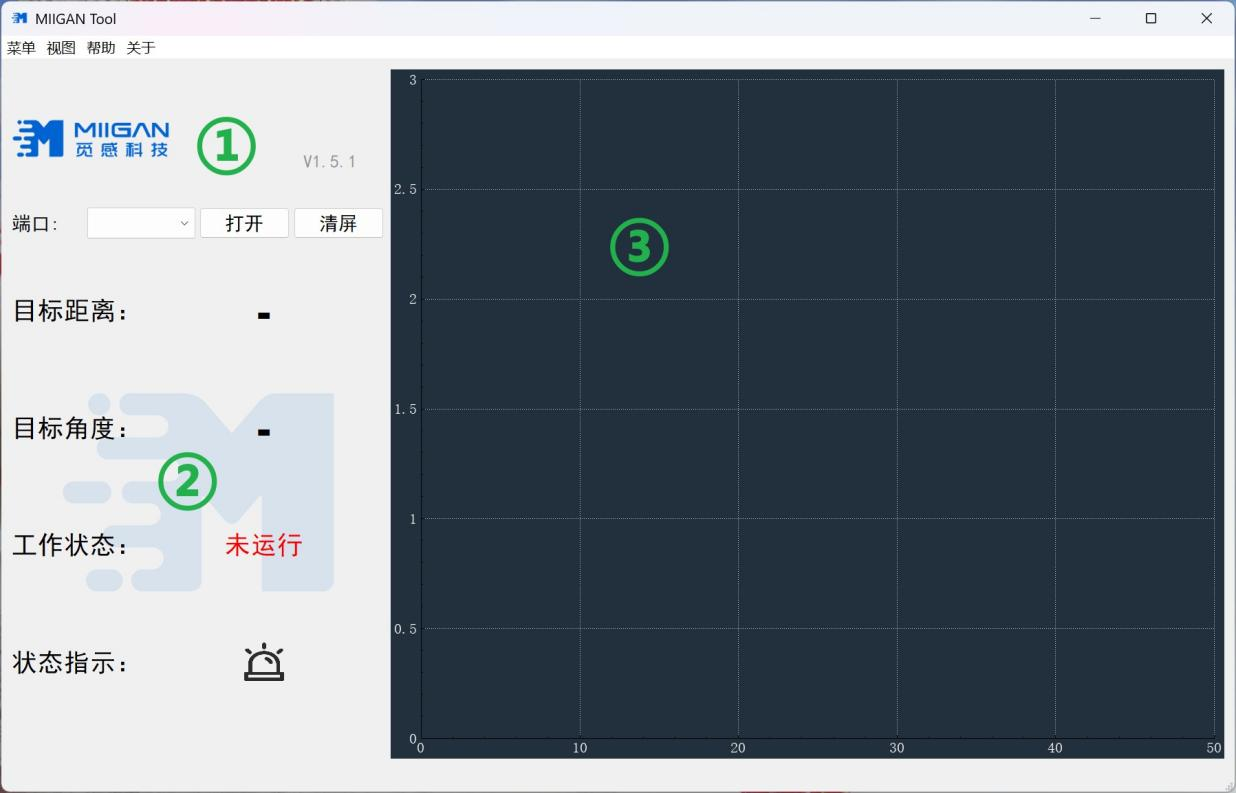 MIIGAN Tool
菜单 视图 帮助 关于
MIIGAN
觅感科技
①
V1.5.1
端口： 打开 清屏
目标距离： -
目标角度： -
②
工作状态： 未运行
状态指示：
③
3
2.5
2
1.5
1
0.5
0
0 10 20 30 40 50